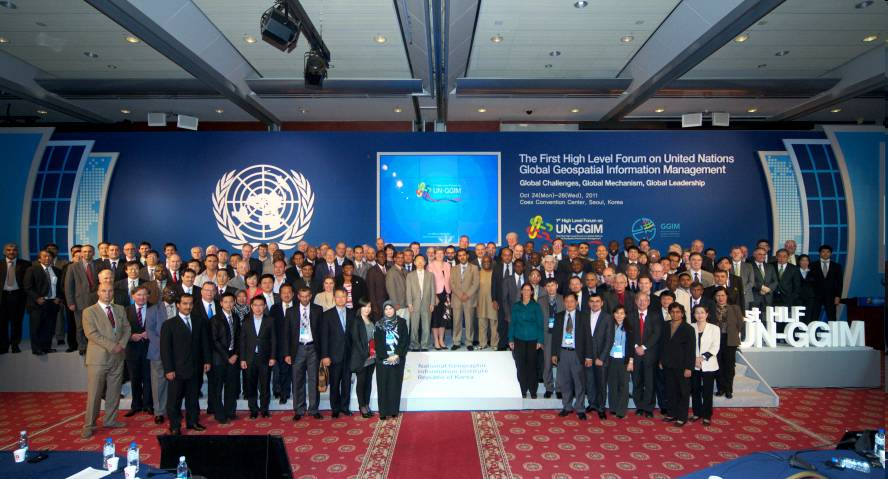 The First High Level Forum on United Nations
Global Geospatial Information Management
Global Challenges, Global Mechanism, Global Leadership
Oct 24(Mon)–26(Wed), 2011
Coex Convention Center, Seoul, Korea
UN-GGIM
1st High Level Forum on
UN-GGIM
GGIM
1st HLF
UN-GGIM
National Geographic
Information Institute
Republic of Korea